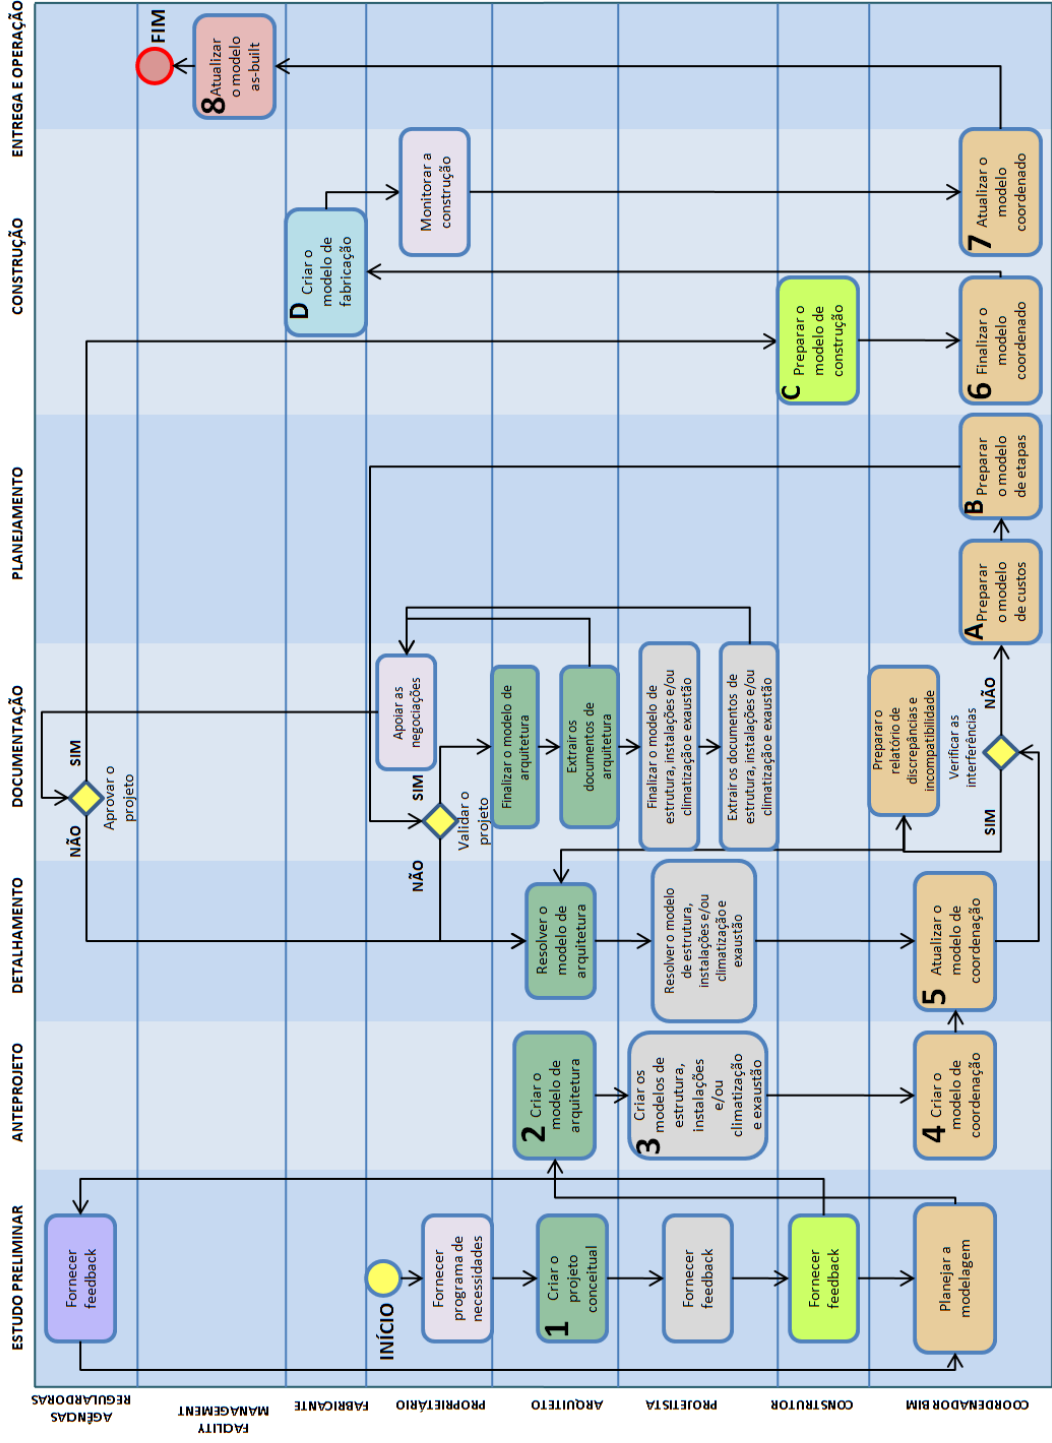 ESTUDO PRELIMINAR
ANTEPROJETO
DETALHAMENTO
DOCUMENTAÇÃO
PLANEJAMENTO
CONSTRUÇÃO
ENTREGA E OPERAÇÃO
AGÊNCIAS
REGULARDORAS
FACILITY
MANAGEMENT
FABRICANTE
PROPRIETÁRIO
ARQUITETO
PROJETISTA
CONSTRUTOR
COORDENADOR BIM
Fornecer
feedback
NÃO
SIM
Aprovar o
projeto
8
Atualizar
o modelo
as-built
FIM
D
Criar o
modelo de
fabricação
INÍCIO
Fornecer
programa de
necessidades
NÃO
SIM
Validar o
projeto
Apoiar as
negociações
Monitorar a
construção
1
Criar o
projeto
conceitual
2
Criar o
modelo de
arquitetura
Resolver o
modelo de
arquitetura
Finalizar o modelo de
arquitetura
Extrair os
documentos de
arquitetura
Fornecer
feedback
3
Criar os
modelos de
estrutura,
instalações
e/ou
climatização
e exaustão
Resolver o modelo
de estrutura,
instalações e/ou
climatização e
exaustão
Finalizar o modelo de
estrutura, instalações e/ou
climatização e exaustão
Extrair os documentos de
estrutura, instalações e/ou
climatização e exaustão
Fornecer
feedback
C
Preparar o
modelo de
construção
Planejar a
modelagem
4
Criar o
modelo de
coordenação
5
Atualizar o
modelo de
coordenação
Preparar o
relatório de
discrepâncias e
incompatibilidade
Verificar as
interferências
SIM
NÃO
A
Preparar
o modelo
de custos
B
Preparar
o modelo
de etapas
6
Finalizar o
modelo
coordenado
7
Atualizar o
modelo
coordenado